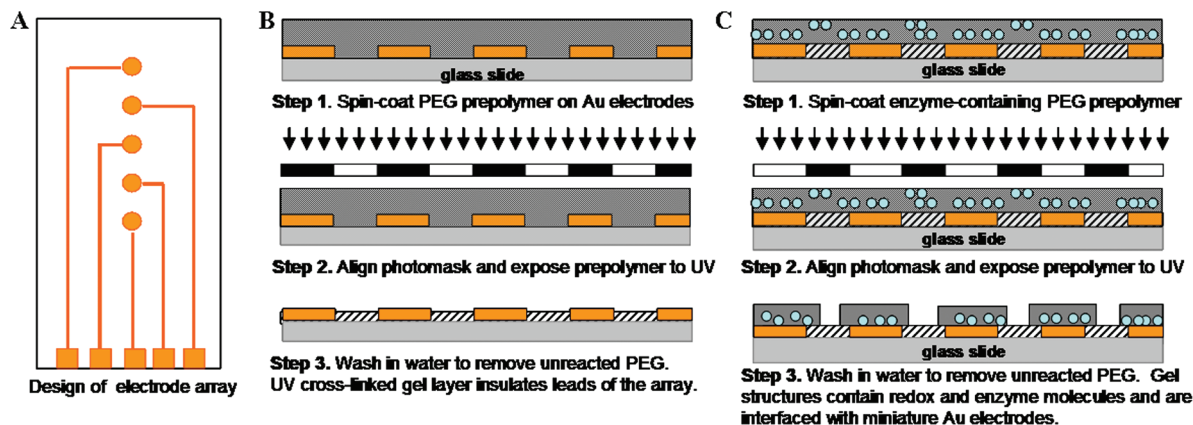 A
Design of electrode array
B
glass slide
Step 1. Spin-coat PEG prepolymer on Au electrodes
Step 2. Align photomask and expose prepolymer to UV
Step 3. Wash in water to remove unreacted PEG.
UV cross-linked gel layer insulates leads of the array.
C
glass slide
Step 1. Spin-coat enzyme-containing PEG prepolymer
glass slide
Step 2. Align photomask and expose prepolymer to UV
glass slide
Step 3. Wash in water to remove unreacted PEG. Gel
structures contain redox and enzyme molecules and are
interfaced with miniature Au electrodes.